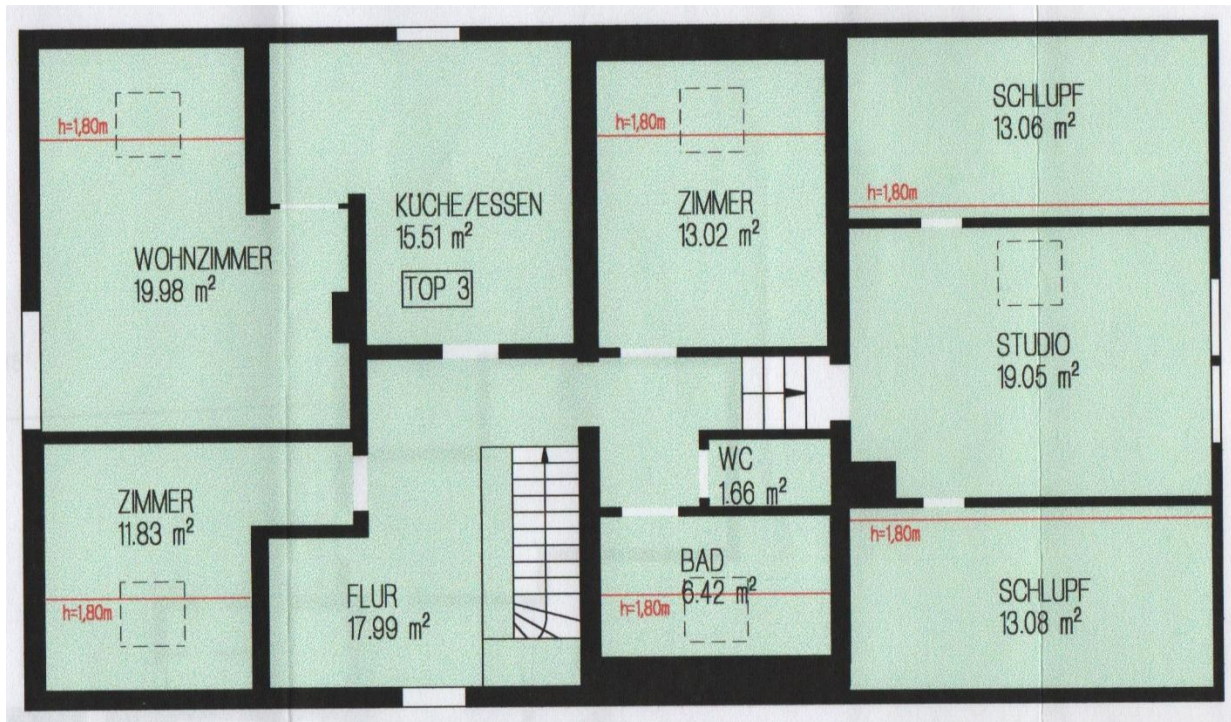 h=1,80m
WOHNZIMMER
19.98 m²
KÜCHE/ESSEN
15.51 m²
TOP 3
h=1,80m
ZIMMER
13.02 m²
SCHLUPF
13.06 m²
h=1,80m
STUDIO
19.05 m²
ZIMMER
11.83 m²
h=1,80m
FLUR
17.99 m²
WC
1.66 m²
BAD
6.42 m²
h=1,80m
h=1,80m
SCHLUPF
13.08 m²